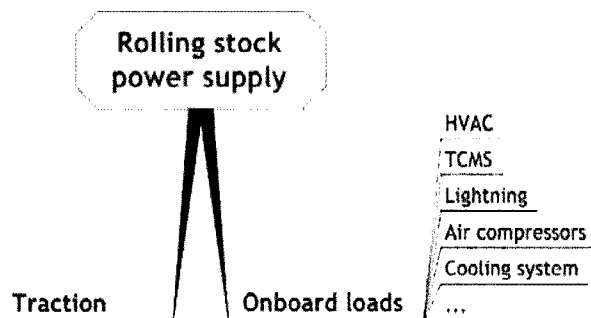 Rolling stock
power supply
HVAC
TCMS
Lightning
Air compressors
Cooling system
...
Traction
Onboard loads